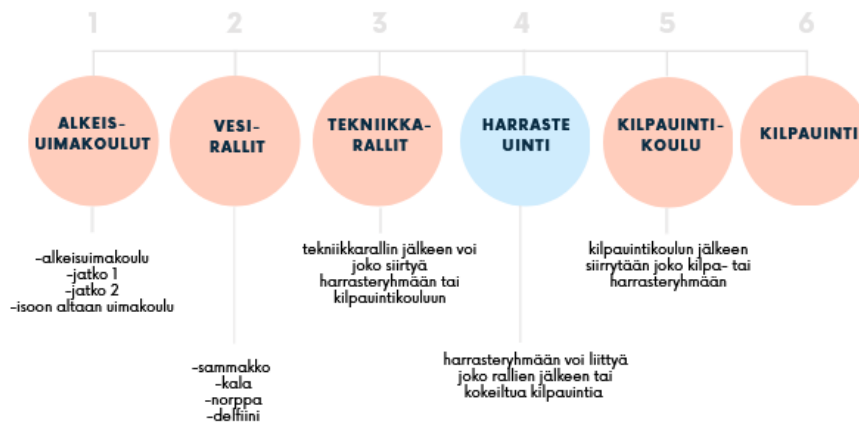 1
2
3
4
5
6
ALKEIS-
UIMAKOULUT
VESI-
RALLIT
TEKNIIKKA-
RALLIT
HARRASTE
UINTI
KILPAUINTI-
KOULU
KILPAUINTI
-alkeisuimakoulu
-jatko 1
-jatko 2
-isoon altaan uimakoulu
-sammakko
-kala
-norppa
-delfiini
tekniikkarallin jälkeen voi
joko siirtyä
harrasteryhmään tai
kilpauintikouluun
harrasteryhmään voi liittyä
joko rallien jälkeen tai
kokeiltua kilpauintia
kilpauintikoulun jälkeen
siirrytään joko kilpa- tai
harrasteryhmään